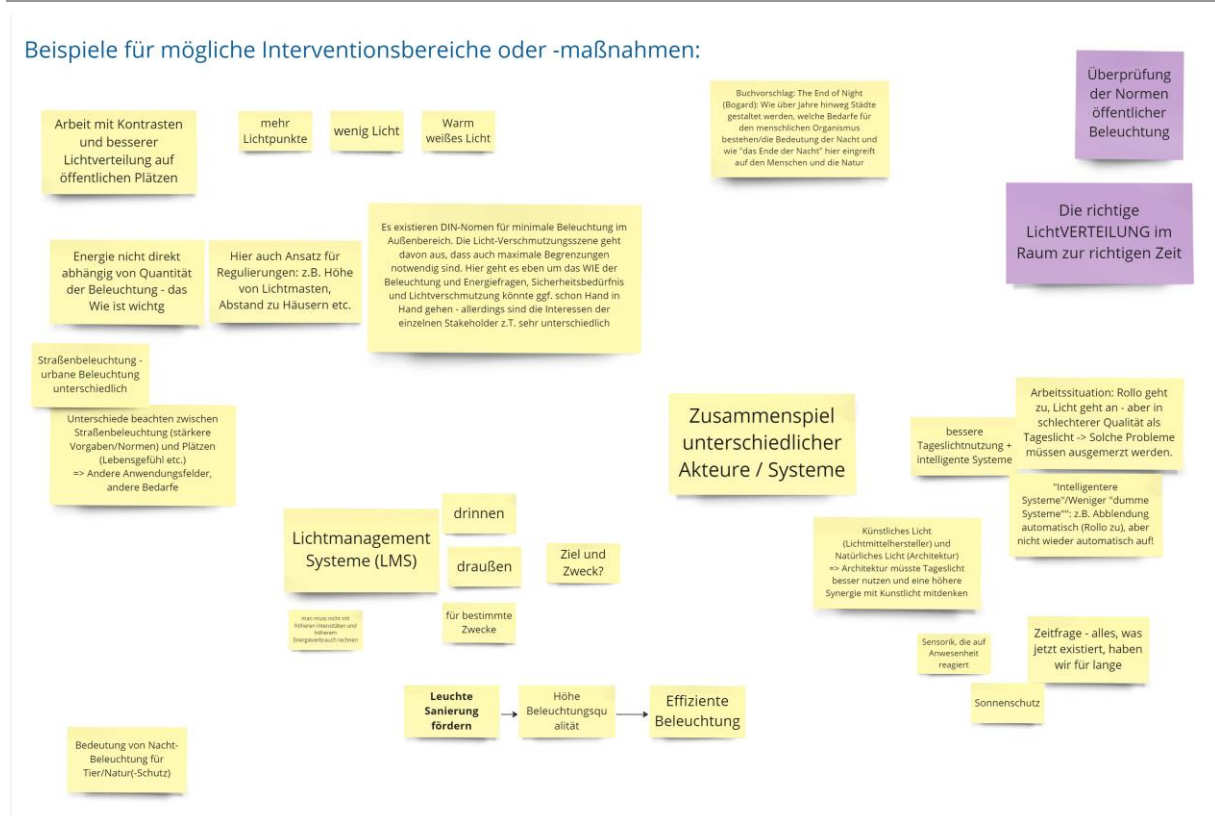 Beispiele für mögliche Interventionsbereiche oder -maßnahmen:
Arbeit mit Kontrasten
und besserer
Lichtverteilung auf
öffentlichen Plätzen
mehr
Lichtpunkte
wenig Licht
Warm
weißes Licht
Buchvorschlag: The End of Night
(Bogard): Wie über Jahre hinweg Städte
gestaltet werden, welche Bedarfe für
den menschlichen Organismus
bestehen/die Bedeutung der Nacht und
wie "das Ende der Nacht" hier eingreift
auf den Menschen und die Natur
Überprüfung
der Normen
öffentlicher
Beleuchtung
Die richtige
LichtVERTEILUNG im
Raum zur richtigen Zeit
Energie nicht direkt
abhängig von Quantität
der Beleuchtung - das
Wie ist wichtg
Hier auch Ansatz für
Regulierungen: z.B. Höhe
von Lichtmasten,
Abstand zu Häusern etc.
Es existieren DIN-Nomen für minimale Beleuchtung im
Außenbereich. Die Licht-Verschmutzungsszene geht
davon aus, dass auch maximale Begrenzungen
notwendig sind. Hier geht es eben um das WIE der
Beleuchtung und Energiefragen, Sicherheitsbedürfnis
und Lichtverschmutzung könnte ggf. schon Hand in
Hand gehen - allerdings sind die Interessen der
einzelnen Stakeholder z.T. sehr unterschiedlich
Straßenbeleuchtung -
urbane Beleuchtung
unterschiedlich
Unterschiede beachten zwischen
Straßenbeleuchtung (stärkere
Vorgaben/Normen) und Plätzen
(Lebensgefühl etc.)
=> Andere Anwendungsfelder,
andere Bedarfe
Zusammenspiel
unterschiedlicher
Akteure / Systeme
bessere
Tageslichtnutzung +
intelligente Systeme
Arbeitssituation: Rollo geht
zu, Licht geht an - aber in
schlechterer Qualität als
Tageslicht -> Solche Probleme
müssen ausgemerzt werden.
"Intelligentere
Systeme"/Weniger "dumme
Systeme"": z.B. Abblendung
automatisch (Rollo zu), aber
nicht wieder automatisch auf!
Lichtmanagement
Systeme (LMS)
drinnen
draußen
Ziel und
Zweck?
für bestimmte
Zwecke
man muss nicht mit
höheren Intensitäten und
höherem
Energieverbrauch rechnen
Künstliches Licht
(Lichtmittelhersteller) und
Natürliches Licht (Architektur)
=> Architektur müsste Tageslicht
besser nutzen und eine höhere
Synergie mit Kunstlicht mitdenken
Sensorik, die auf
Anwesenheit
reagiert
Zeitfrage - alles, was
jetzt existiert, haben
wir für lange
Sonnenschutz
Leuchte
Sanierung
fördern
Höhe
Beleuchtungsqu
alität
Effiziente
Beleuchtung
Bedeutung von Nacht-
Beleuchtung für
Tier/Natur(-Schutz)